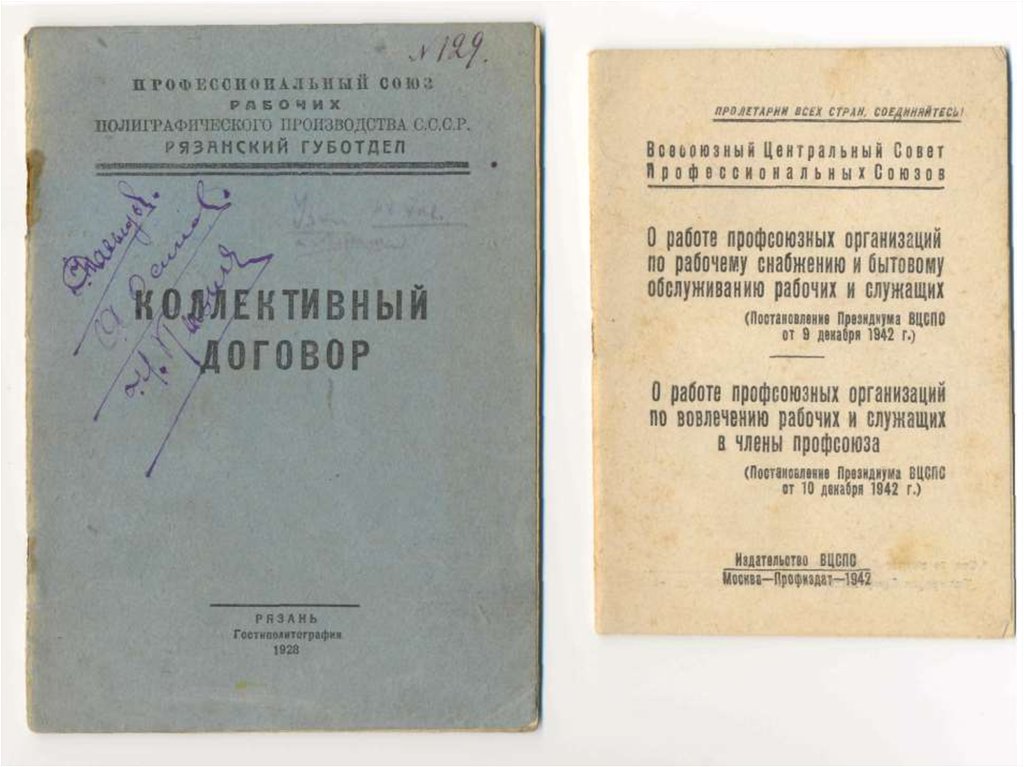 № 129.
ПРОФЕССИОНАЛЬНЫЙ СОЮЗ
РАБОЧИХ
ПОЛИГРАФИЧЕСКОГО ПРОИЗВОДСТВА С.С.С.Р.
РЯЗАНСКИЙ ГУБОТДЕЛ
КОЛЛЕКТИВНЫЙ
ДОГОВОР
РЯЗАНЬ
Гостиполитография
1928
ПРОЛЕТАРИИ ВСЕХ СТРАН, СОЕДИНЯЙТЕСЬ!
Всесоюзный Центральный Совет
Профессиональных Союзов
О работе профсоюзных организаций
по рабочему снабжению и бытовому
обслуживанию рабочих и служащих
(Постановление Президиума ВЦСПС
от 9 декабря 1942 г.)
О работе профсоюзных организаций
по вовлечению рабочих и служащих
в члены профсоюза
(Постановление Президиума ВЦСПС
от 10 декабря 1942 г.)
Издательство ВЦСПС
Москва—Профиздат—1942